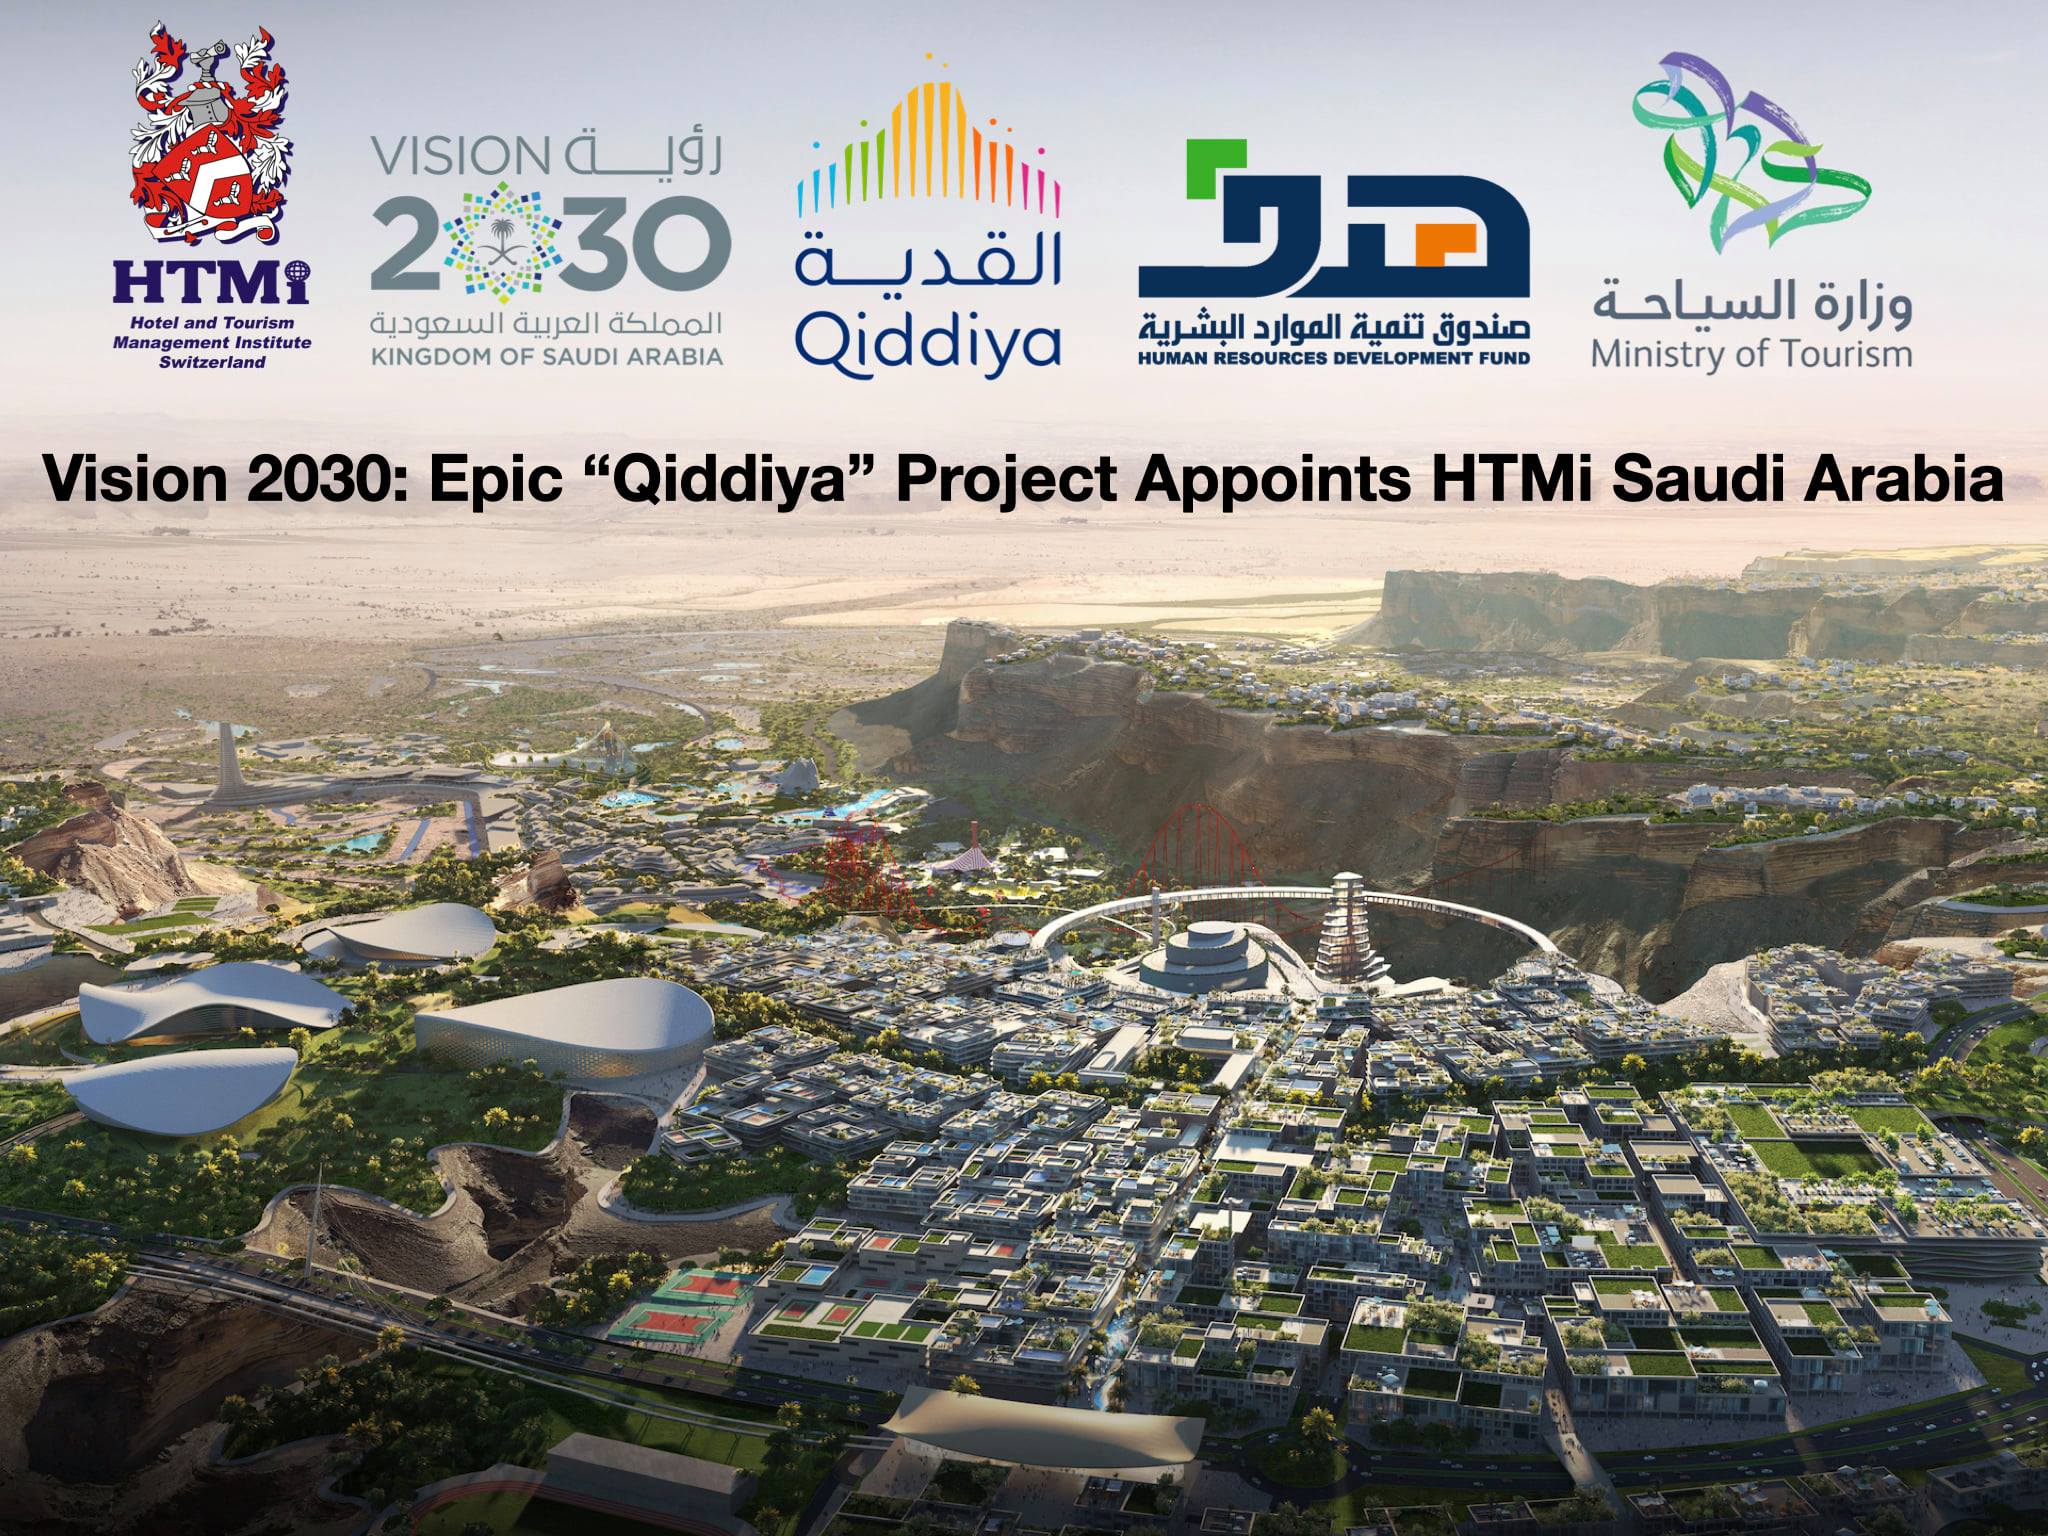 HTMi
Hotel and Tourism
Management Institute
Switzerland
VISION رؤيــــة
2030
المملكة العربية السعودية
KINGDOM OF SAUDI ARABIA
القديــة
Qiddiya
هدف
صندوق تنمية الموارد البشرية
HUMAN RESOURCES DEVELOPMENT FUND
وزارة السياحة
Ministry of Tourism
Vision 2030: Epic “Qiddiya” Project Appoints HTMi Saudi Arabia